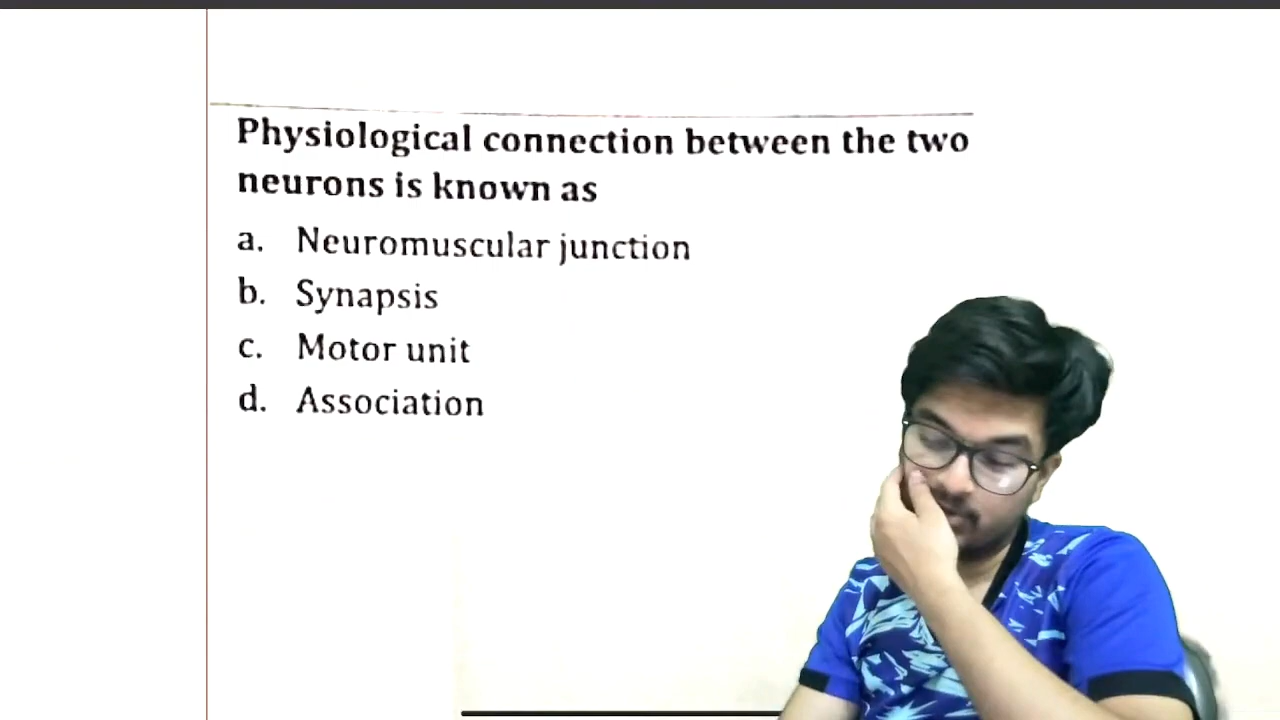 Physiological connection between the two
neurons is known as
a. Neuromuscular junction
b. Synapsis
c. Motor unit
d. Association